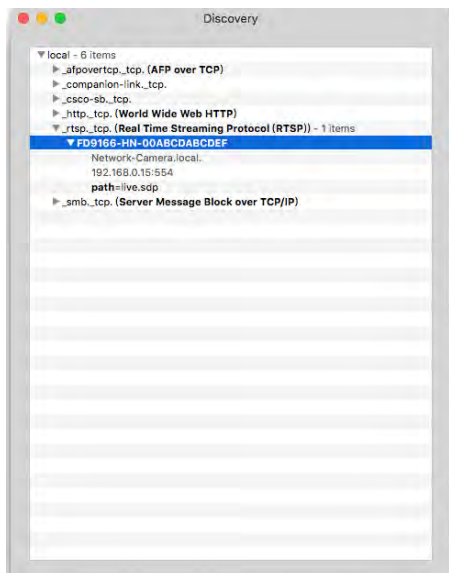 Discovery
local - 6 items
_afpovertcp._tcp. (AFP over TCP)
_companion-link._tcp.
_csco-sb._tcp.
_http._tcp. (World Wide Web HTTP)
_rtsp._tcp. (Real Time Streaming Protocol (RTSP)) - 1 items
FD9166-HN-00ABCDABCDEF
Network-Camera.local.
192.168.0.15:554
path=live.sdp
_smb._tcp. (Server Message Block over TCP/IP)